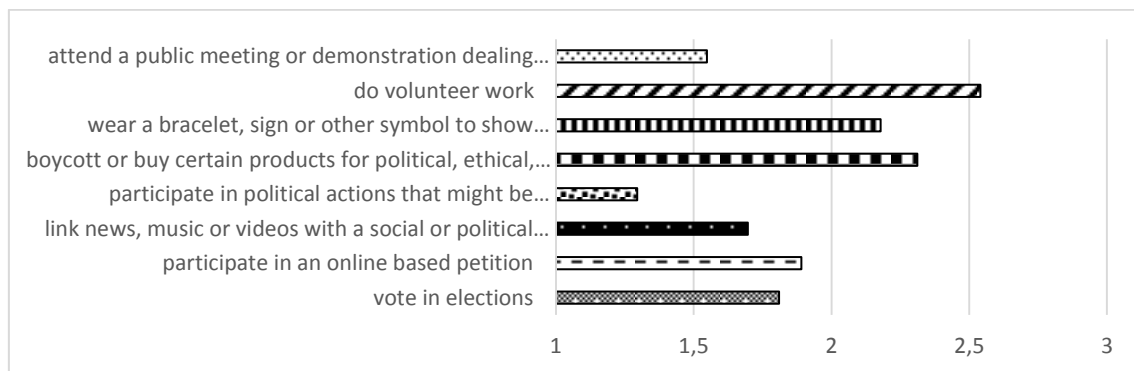 attend a public meeting or demonstration dealing...
do volunteer work
wear a bracelet, sign or other symbol to show...
boycott or buy certain products for political, ethical,...
participate in political actions that might be...
link news, music or videos with a social or political...
participate in an online based petition
vote in elections
1 1,5 2 2,5 3